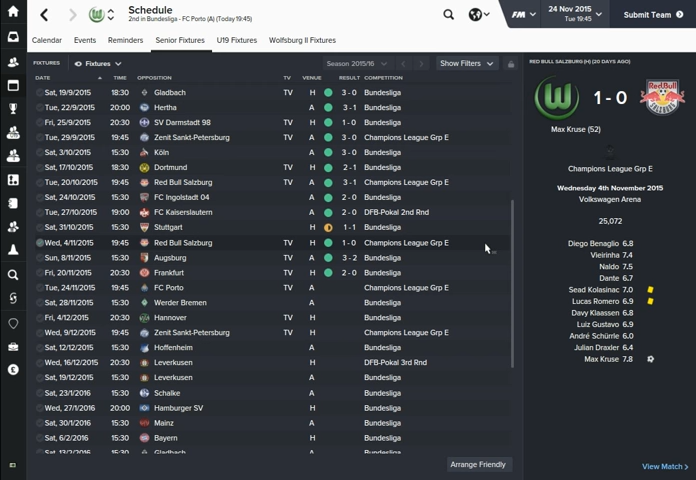 Schedule
2nd in Bundesliga - FC Porto (A) (Today 19:45)
FM
24 Nov 2015
Tue 19:45
Submit Team
Calendar Events Reminders Senior Fixtures U19 Fixtures Wolfsburg II Fixtures
FIXTURES Fixtures Season 2015/16 Show Filters
DATE TIME OPPOSITION TV VENUE RESULT COMPETITION
Sat, 19/9/2015 18:30 Gladbach TV H 3 - 0 Bundesliga
Tue, 22/9/2015 20:00 Hertha A 3 - 1 Bundesliga
Fri, 25/9/2015 20:30 SV Darmstadt 98 TV H 1 - 0 Bundesliga
Tue, 29/9/2015 19:45 Zenit Sankt-Petersburg TV A 3 - 0 Champions League Grp E
Sat, 3/10/2015 15:30 Köln A 3 - 0 Bundesliga
Sat, 17/10/2015 18:30 Dortmund TV H 2 - 1 Bundesliga
Tue, 20/10/2015 19:45 Red Bull Salzburg TV A 3 - 1 Champions League Grp E
Sat, 24/10/2015 15:30 FC Ingolstadt 04 A 2 - 0 Bundesliga
Tue, 27/10/2015 19:00 FC Kaiserslautern A 2 - 0 DFB-Pokal 2nd Rnd
Sat, 31/10/2015 15:30 Stuttgart H 1 - 1 Bundesliga
Wed, 4/11/2015 19:45 Red Bull Salzburg TV H 1 - 0 Champions League Grp E
Sun, 8/11/2015 15:30 Augsburg TV A 3 - 2 Bundesliga
Fri, 20/11/2015 20:30 Frankfurt TV H 2 - 0 Bundesliga
Tue, 24/11/2015 19:45 FC Porto TV A Champions League Grp E
Sat, 28/11/2015 15:30 Werder Bremen A Bundesliga
Fri, 4/12/2015 20:30 Hannover TV H Bundesliga
Wed, 9/12/2015 19:45 Zenit Sankt-Petersburg TV H Champions League Grp E
Sat, 12/12/2015 15:30 Hoffenheim A Bundesliga
Wed, 16/12/2015 20:30 Leverkusen H DFB-Pokal 3rd Rnd
Sat, 19/12/2015 15:30 Leverkusen A Bundesliga
Sat, 23/1/2016 15:30 Schalke A Bundesliga
Wed, 27/1/2016 20:00 Hamburger SV H Bundesliga
Sat, 30/1/2016 15:30 Mainz A Bundesliga
Sat, 6/2/2016 15:30 Bayern H Bundesliga
Sat, 13/2/2016 15:30 Gladbach A Bundesliga
Arrange Friendly
RED BULL SALZBURG (H) (20 DAYS AGO)
1 - 0
Max Kruse (52)
Champions League Grp E
Wednesday 4th November 2015
Volkswagen Arena
25,072
Diego Benaglio 6.8
Vieirinha 7.4
Naldo 7.5
Dante 6.7
Sead Kolasinac 7.0
Lucas Romero 6.9
Davy Klaassen 6.8
Luiz Gustavo 6.9
André Schürrle 6.0
Julian Draxler 6.4
Max Kruse 7.8
View Match >